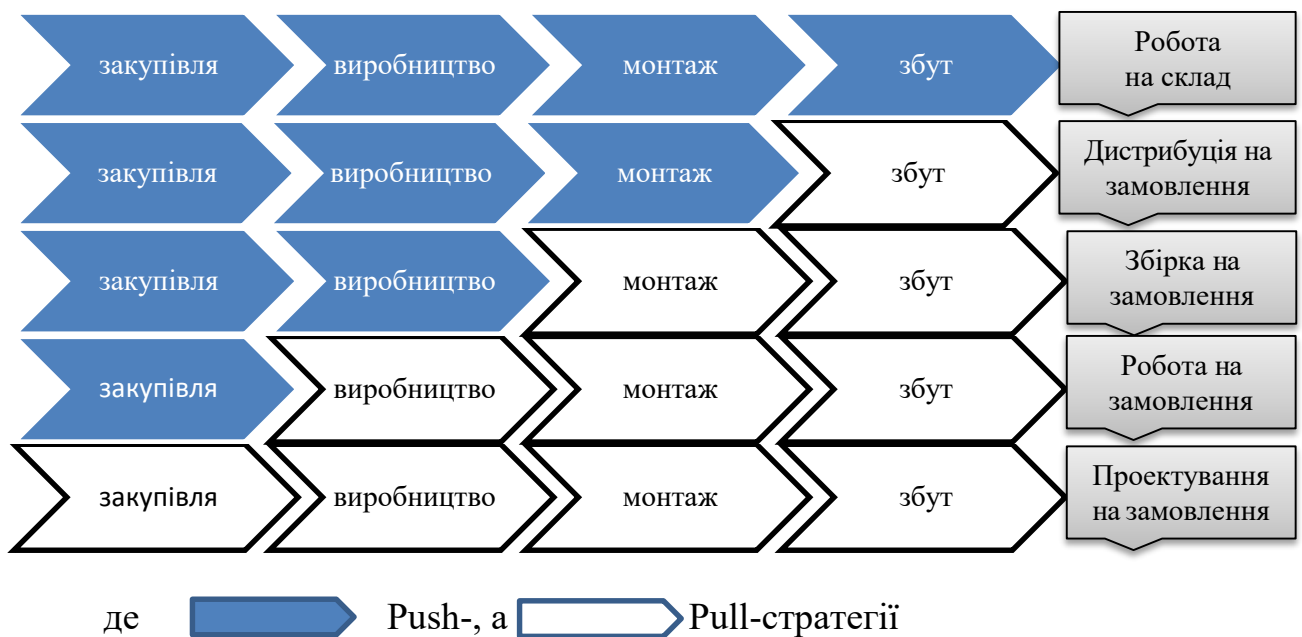 закупівля виробництво монтаж збут Робота
на склад
закупівля виробництво монтаж збут Дистрибуція на
замовлення
закупівля виробництво монтаж збут Збірка на
замовлення
закупівля виробництво монтаж збут Робота на
замовлення
закупівля виробництво монтаж збут Проектування
на замовлення
де Push-, а Pull-стратегії